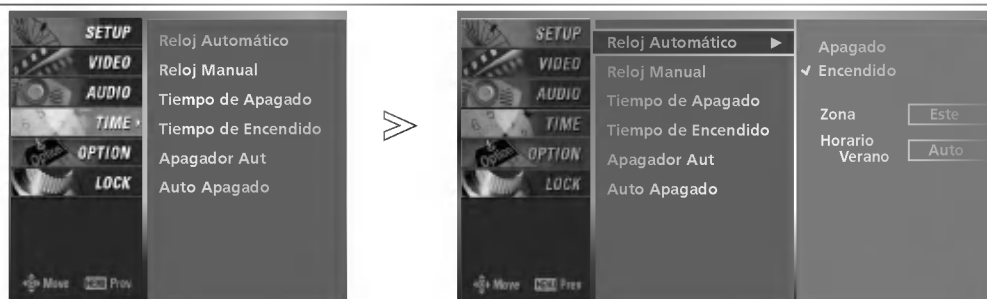 SETUP
VIDEO
AUDIO
TIME
OPTION
LOCK
Move MENU Prev
Reloj Automático
Reloj Manual
Tiempo de Apagado
Tiempo de Encendido
Apagador Aut
Auto Apagado
SETUP
VIDEO
AUDIO
TIME
OPTION
LOCK
Move MENU Prev
Reloj Automático
Reloj Manual
Tiempo de Apagado
Tiempo de Encendido
Apagador Aut
Auto Apagado
Apagado
Encendido
Zona Este
Horario
Verano Auto